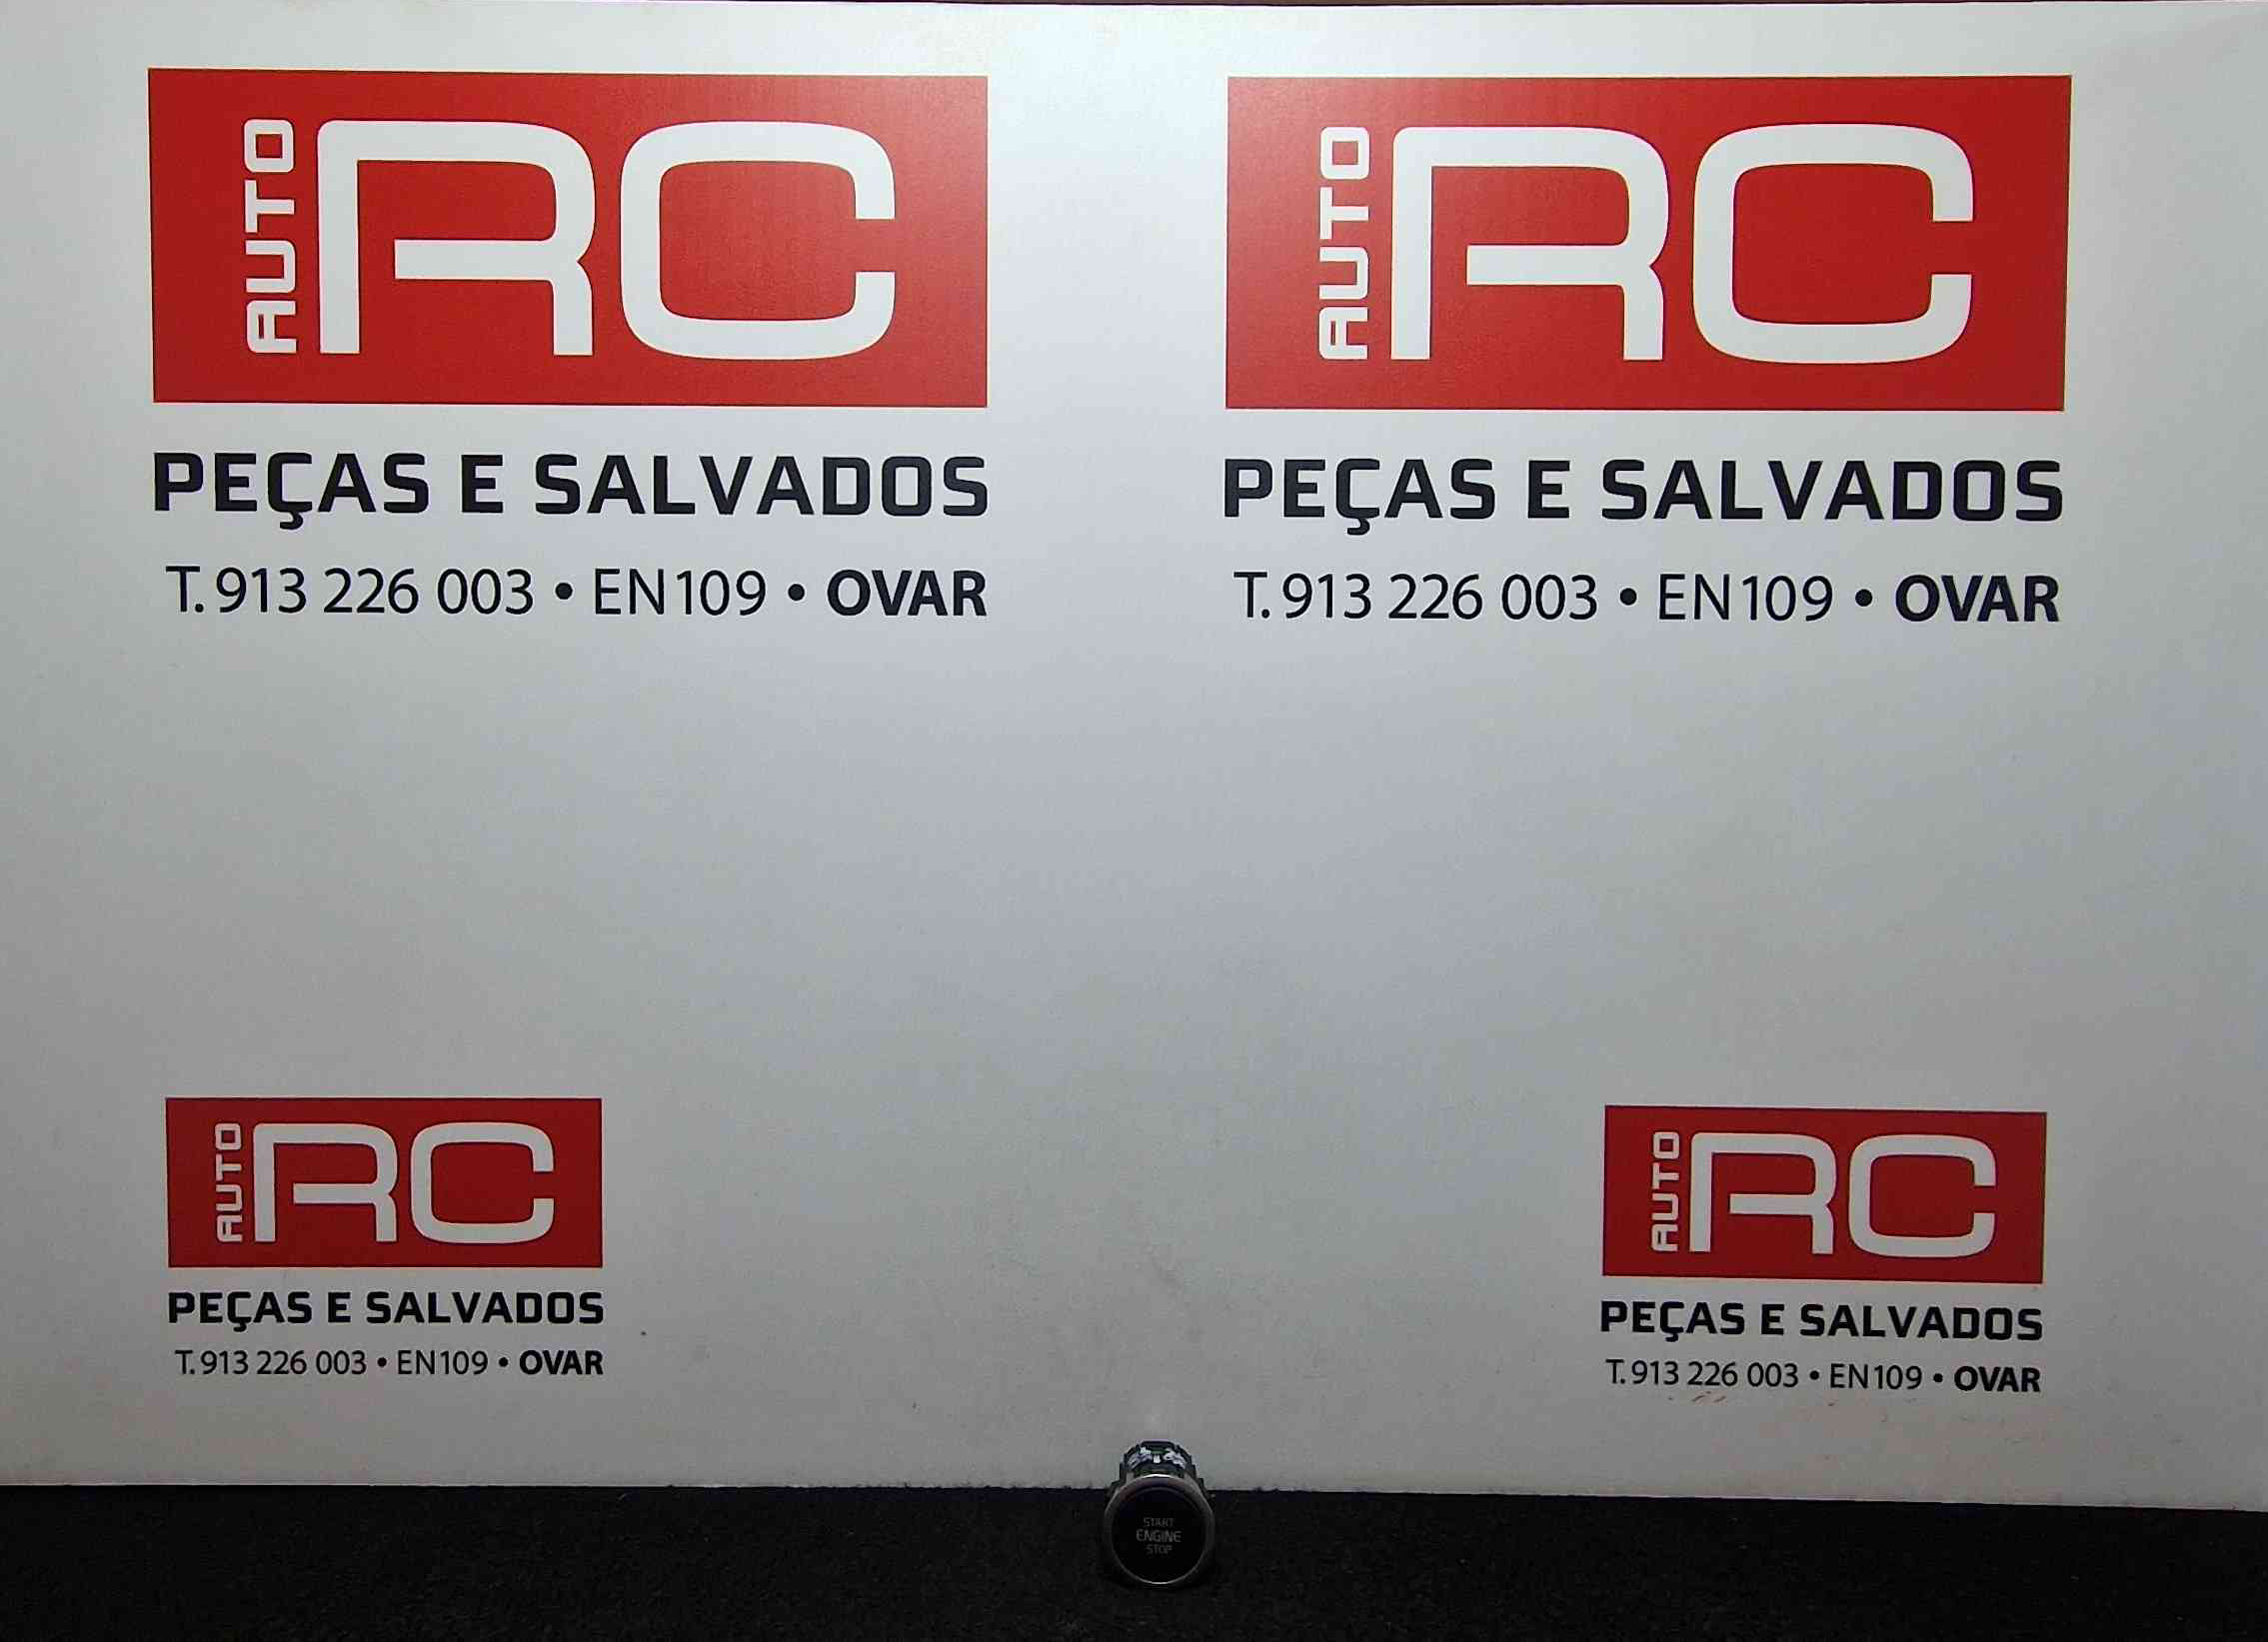 AUTO RC
PEÇAS E SALVADOS
T. 913 226 003 • EN109 • OVAR
AUTO RC
PEÇAS E SALVADOS
T. 913 226 003 • EN109 • OVAR
AUTO RC
PEÇAS E SALVADOS
T. 913 226 003 • EN109 • OVAR
AUTO RC
PEÇAS E SALVADOS
T. 913 226 003 • EN109 • OVAR
START
ENGINE
STOP